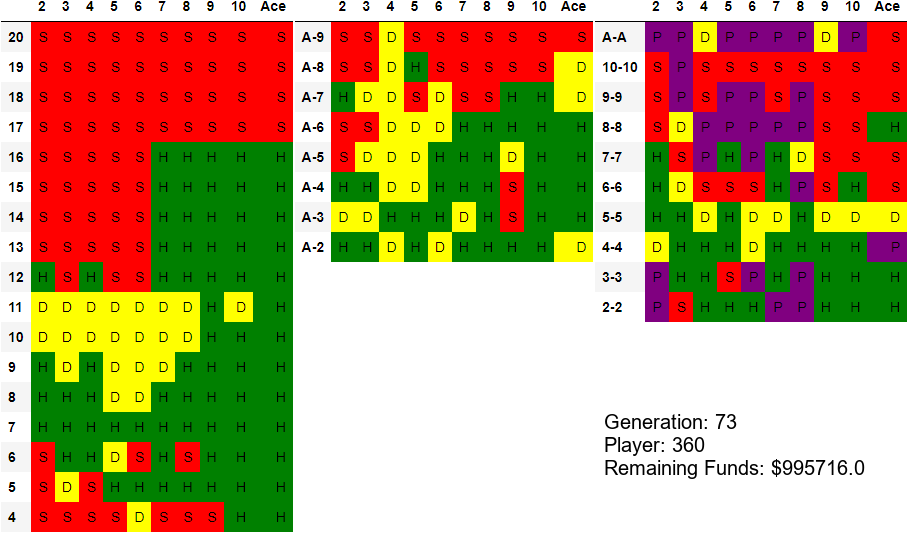 2 3 4 5 6 7 8 9 10 Ace
20 S S S S S S S S S S
19 S S S S S S S S S S
18 S S S S S S S S S S
17 S S S S S S S S S S
16 S S S S S H H H H H
15 S S S S S H H H H H
14 S S S S S H H H H H
13 S S S S S H H H H H
12 H S H S S H H H H H
11 D D D D D D D H D H
10 D D D D D D D H H H
9 H D H D D D H H H H
8 H H H D D H H H H H
7 H H H H H H H H H H
6 S H H D S H S H H H
5 S D S H H H H H H H
4 S S S S D S S S H H
2 3 4 5 6 7 8 9 10 Ace
A-9 S S D S S S S S S S
A-8 S S D H S S S S S D
A-7 H D D S D S S H H D
A-6 S S D D D H H H H H
A-5 S D D D H H H D H H
A-4 H H D D H H H S H H
A-3 D D H H H D H S H H
A-2 H H D H D H H H H D
2 3 4 5 6 7 8 9 10 Ace
A-A P P D P P P P D P S
10-10 S P S S S S S S S S
9-9 S P S P P S P S S S
8-8 S D P P P P P S S H
7-7 H S P H P H D S S S
6-6 H D S S S H P S H S
5-5 H H D H D D H D D D
4-4 D H H H D H H H H P
3-3 P H H S P H P H H H
2-2 P S H H H P P H H H
Generation: 73
Player: 360
Remaining Funds: $995716.0